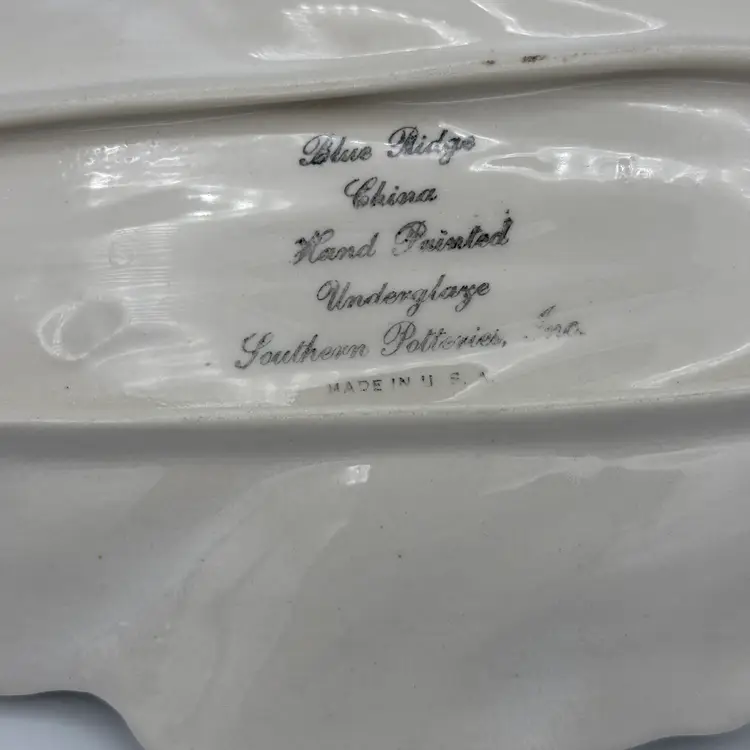 Blue Ridge
China
Hand Painted
Underglaze
Southern Potteries, Inc.
MADE IN U.S.A.